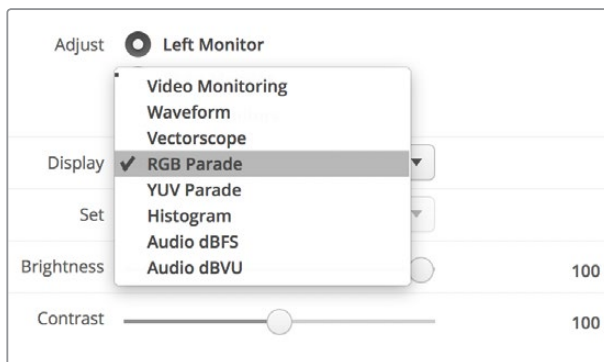 Adjust Left Monitor
Video Monitoring
Waveform
Vectorscope
Display ✔ RGB Parade
YUV Parade
Set Histogram
Audio dBFS
Brightness Audio dBVU 100
Contrast 100